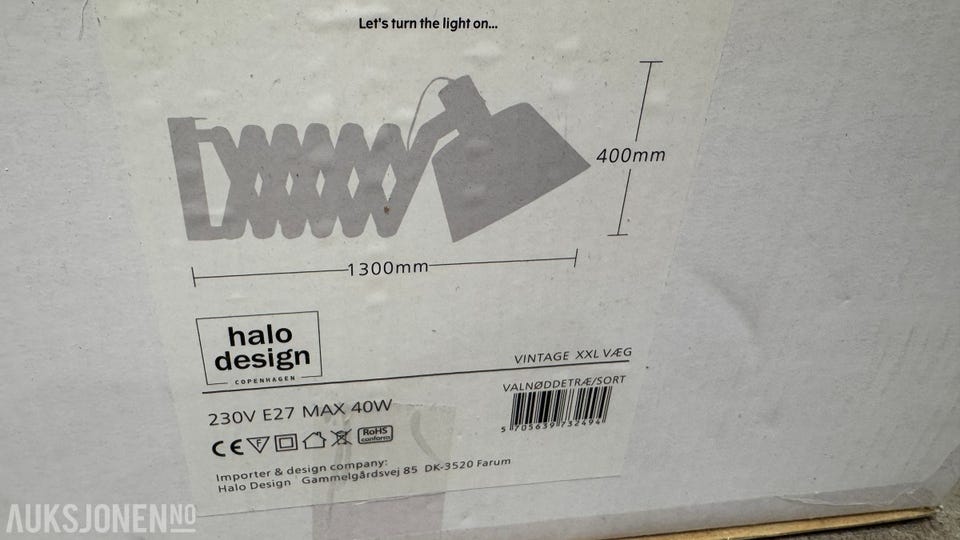 Let's turn the light on...
400mm
1300mm
halo
design
COPENHAGEN
VINTAGE XXL VÆG
VALNØDDETRÆ/SORT
5 705639 732494
230V E27 MAX 40W
CE F RoHS
conform
Importer & design company:
Halo Design Gammelgårdsvej 85 DK-3520 Farum
AUKSJONEN.NO